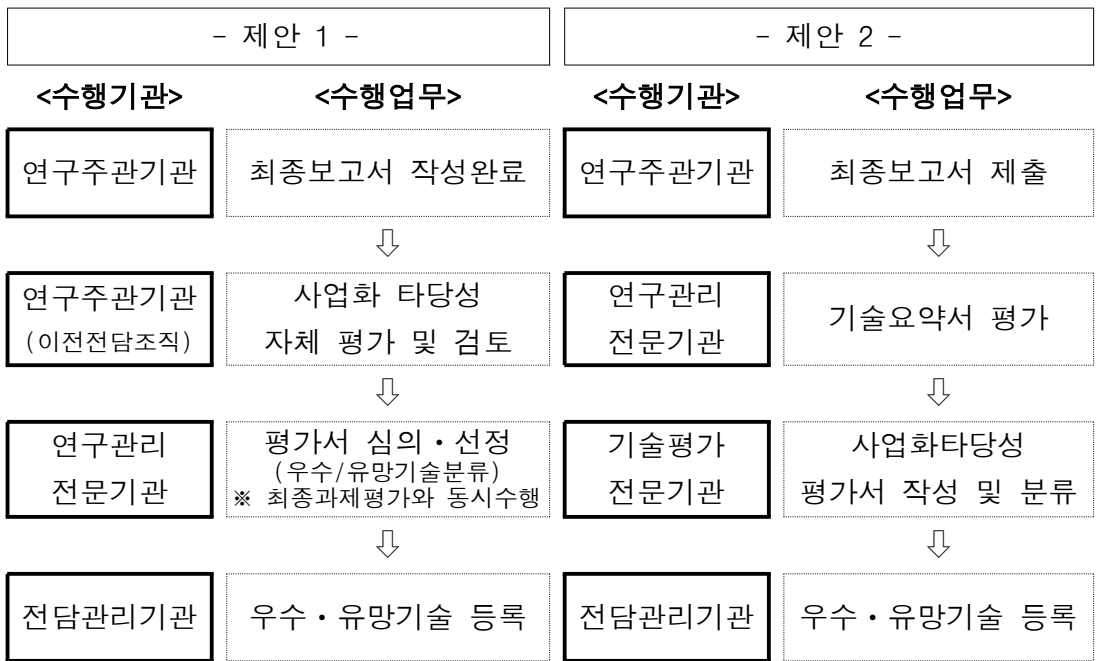 - 제안 1 -
- 제안 2 -
<수행기관> <수행업무> <수행기관> <수행업무>
연구주관기관
최종보고서 작성완료
연구주관기관
최종보고서 제출
⇩ ⇩
연구주관기관
(이전전담조직)
사업화 타당성
자체 평가 및 검토
연구관리
전문기관
기술요약서 평가
⇩ ⇩
연구관리
전문기관
평가서 심의·선정
(우수/유망기술분류)
※ 최종과제평가와 동시수행
기술평가
전문기관
사업화타당성
평가서 작성 및 분류
⇩ ⇩
전담관리기관
우수·유망기술 등록
전담관리기관
우수·유망기술 등록